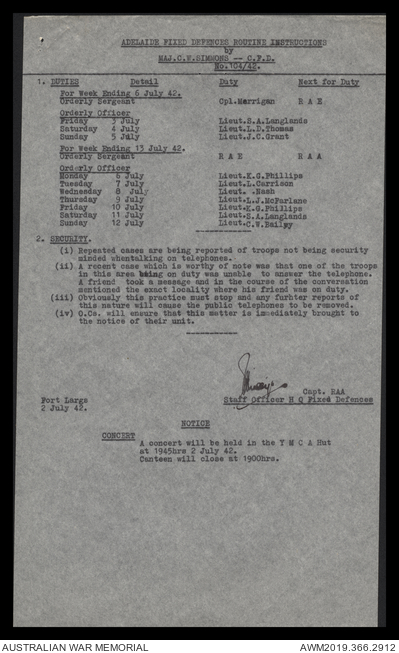 ADELAIDE FIXED DEFENCES ROUTINE INSTRUCTIONS
by
MAJ.C.W.SIMMONS -- C.F.D.
No.104/42.
1. DUTIES Detail Duty Next for Duty
For Week Ending 6 July 42.
Orderly Sergeant Cpl.Merrigan R A E
Orderly Officer
Friday 3 July Lieut.S.A.Langlands
Saturday 4 July Lieut.L.D.Thomas
Sunday 5 July Lieut.J.C.Grant
For Week Ending 13 July 42.
Orderly Sergeant R A E R A A
Orderly Officer
Monday 6 July Lieut.K.G.Phillips
Tuesday 7 July Lieut.L.Carrison
Wednesday 8 July Lieut. -Nash
Thursday 9 July Lieut.L.J.McFarlane
Friday 10 July Lieut.K.G.Phillips
Saturday 11 July Lieut.S.A.Langlands
Sunday 12 July Lieut.C.W.Bailey
2. SECURITY.
(i) Repeated cases are being reported of troops not being security
minded whentalking on telephones.
(ii) A recent case which is worthy of note was that one of the troops
in this area being on duty was unable to answer the telephone.
A friend took a message and in the course of the conversation
mentioned the exact locality where his friend was on duty.
(iii) Obviously this practice must stop and any furhter reports of
this nature will cause the public telephones to be removed.
(iv) O.Cs. will ensure that this matter is immediately brought to
the notice of their unit.
Capt. RAA
Fort Largs Staff Officer H Q Fixed Defences
2 July 42.
NOTICE
CONCERT
A concert will be held in the Y M C A Hut
at 1945hrs 2 July 42.
Canteen will close at 1900hrs.
AUSTRALIAN WAR MEMORIAL AWM2019.366.2912